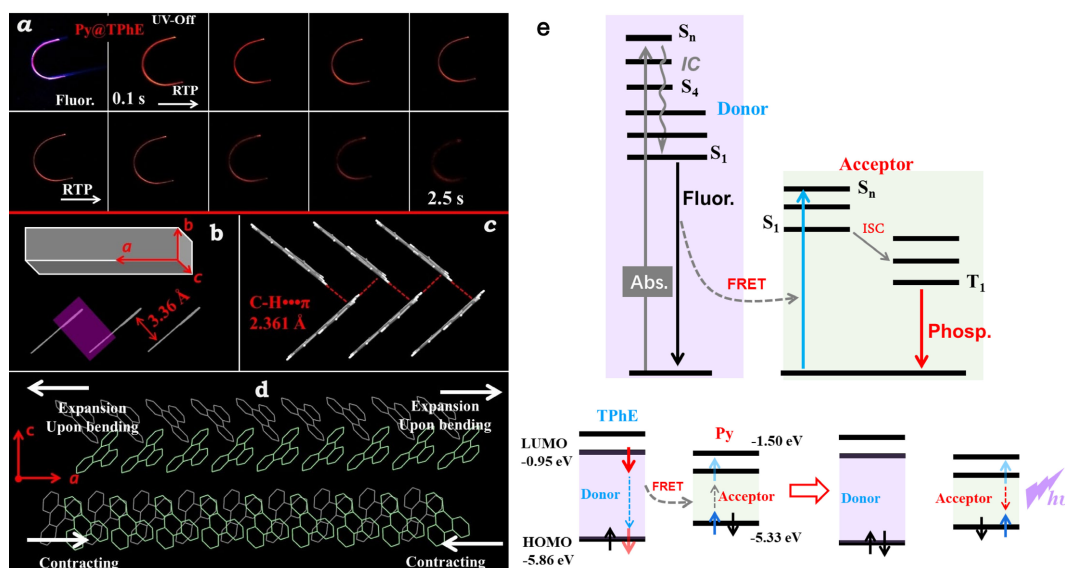 a
Py@TPhE
UV-Off
Fluor.
0.1 s
RTP
RTP
2.5 s
b
b
a
c
3.36 Å
c
C-H•••π
2.361 Å
d
Expansion
Upon bending
Expansion
Upon bending
c
a
Contracting
Contracting
e
Sn
IC
S4
Donor
S1
Fluor.
Abs.
FRET
Acceptor
Sn
S1
ISC
T1
Phosp.
TPhE
LUMO
-0.95 eV
Donor
HOMO
-5.86 eV
FRET
Py
-1.50 eV
Acceptor
-5.33 eV
Donor
Acceptor
hυ